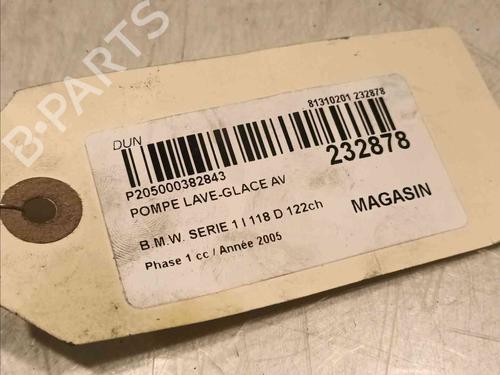 B-PARTS
DUN
81310201 232878
P205000382843
232878
POMPE LAVE-GLACE AV
B.M.W. SERIE 1 I 118 D 122ch
MAGASIN
Phase 1 cc / Année 2005